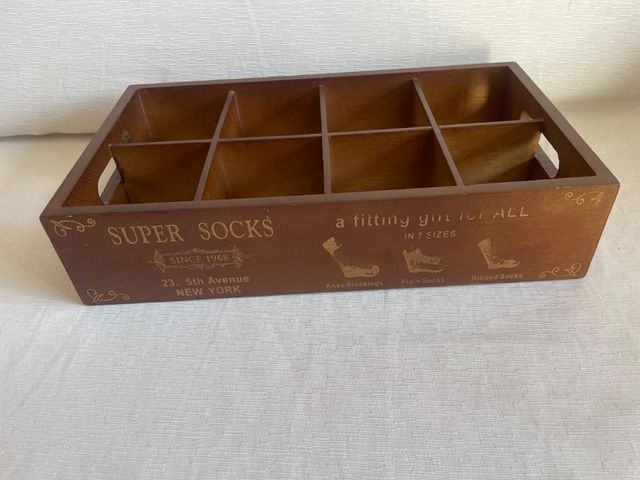 SUPER SOCKS
SINCE 1968
23. 5th Avenue
NEW YORK
a fitting gift for ALL
IN 7 SIZES
Knee Stockings
Plain Socks
Ribbed Socks